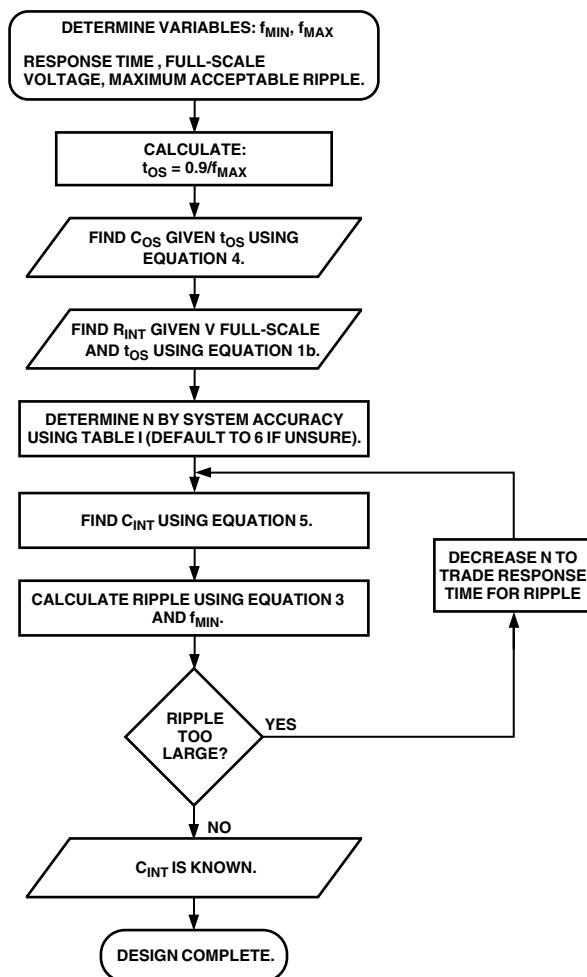 DETERMINE VARIABLES: fMIN, fMAX
RESPONSE TIME , FULL-SCALE
VOLTAGE, MAXIMUM ACCEPTABLE RIPPLE.
CALCULATE:
tOS = 0.9/fMAX
FIND COS GIVEN tOS USING
EQUATION 4.
FIND RINT GIVEN V FULL-SCALE
AND tOS USING EQUATION 1b.
DETERMINE N BY SYSTEM ACCURACY
USING TABLE I (DEFAULT TO 6 IF UNSURE).
FIND CINT USING EQUATION 5.
DECREASE N TO
TRADE RESPONSE
TIME FOR RIPPLE
CALCULATE RIPPLE USING EQUATION 3
AND fMIN.
RIPPLE
TOO
LARGE?
YES
NO
CINT IS KNOWN.
DESIGN COMPLETE.